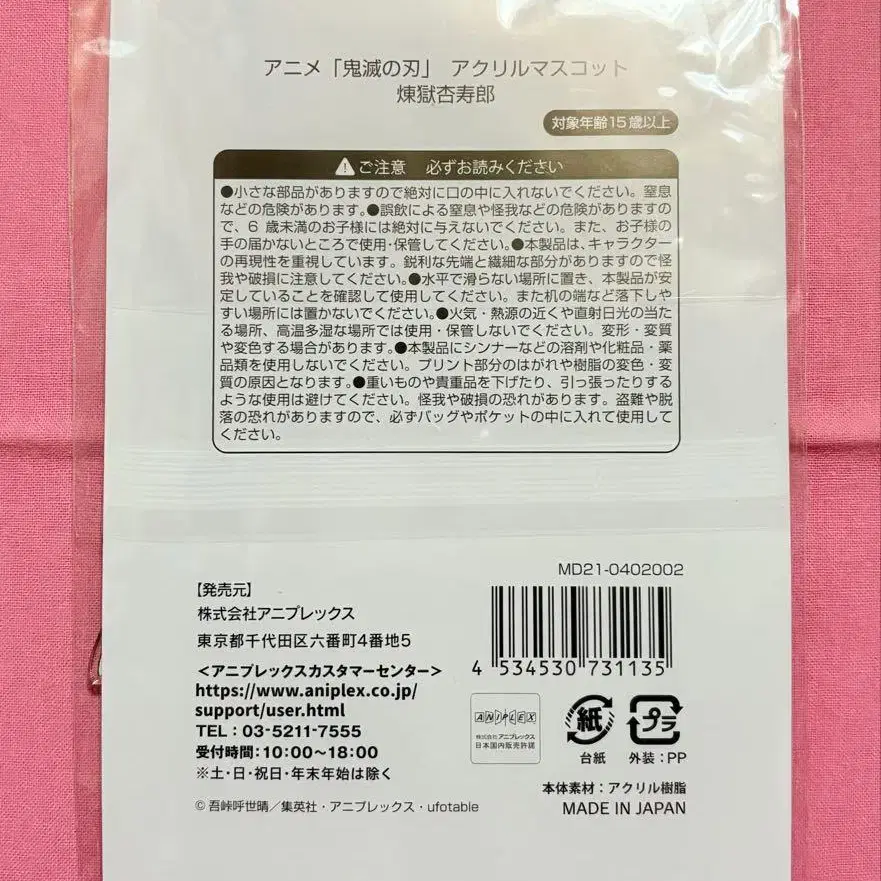 アニメ「鬼滅の刃」 アクリルマスコット
煉獄杏寿郎
対象年齢15歳以上
⚠ご注意 必ずお読みください
●小さな部品がありますので絶対に口の中に入れないでください。窒息
などの危険があります。●誤飲による窒息や怪我などの危険がありますの
で、6 歳未満のお子様には絶対に与えないでください。また、お子様の
手の届かないところで使用・保管してください。●本製品は、キャラクター
の再現性を重視しています。鋭利な先端と繊細な部分がありますので怪
我や破損に注意してください。●水平で滑らない場所に置き、本製品が安
定していることを確認して使用してください。また机の端など落下しや
すい場所には置かないでください。●火気・熱源の近くや直射日光の当た
る場所、高温多湿な場所では使用・保管しないでください。変形・変質
や変色する場合があります。●本製品にシンナーなどの溶剤や化粧品・薬
品類を使用しないでください。プリント部分のはがれや樹脂の変色・変
質の原因となります。●重いものや貴重品を下げたり、引っ張ったりする
ような使用は避けてください。怪我や破損の恐れがあります。盗難や脱
落の恐れがありますので、必ずバッグやポケットの中に入れて使用して
ください。
MD21-0402002
【発売元】
株式会社アニプレックス
東京都千代田区六番町4番地5
<アニプレックスカスタマーセンター>
https://www.aniplex.co.jp/
support/user.html
TEL：03-5211-7555
受付時間：10:00～18:00
※土・日・祝日・年末年始は除く
©吾峠呼世晴／集英社・アニプレックス・ufotable
4 534530 731135
ANIPLEX
株式会社アニプレックス
日本国内販売許諾
紙
台紙
プラ
外装：PP
本体素材：アクリル樹脂
MADE IN JAPAN